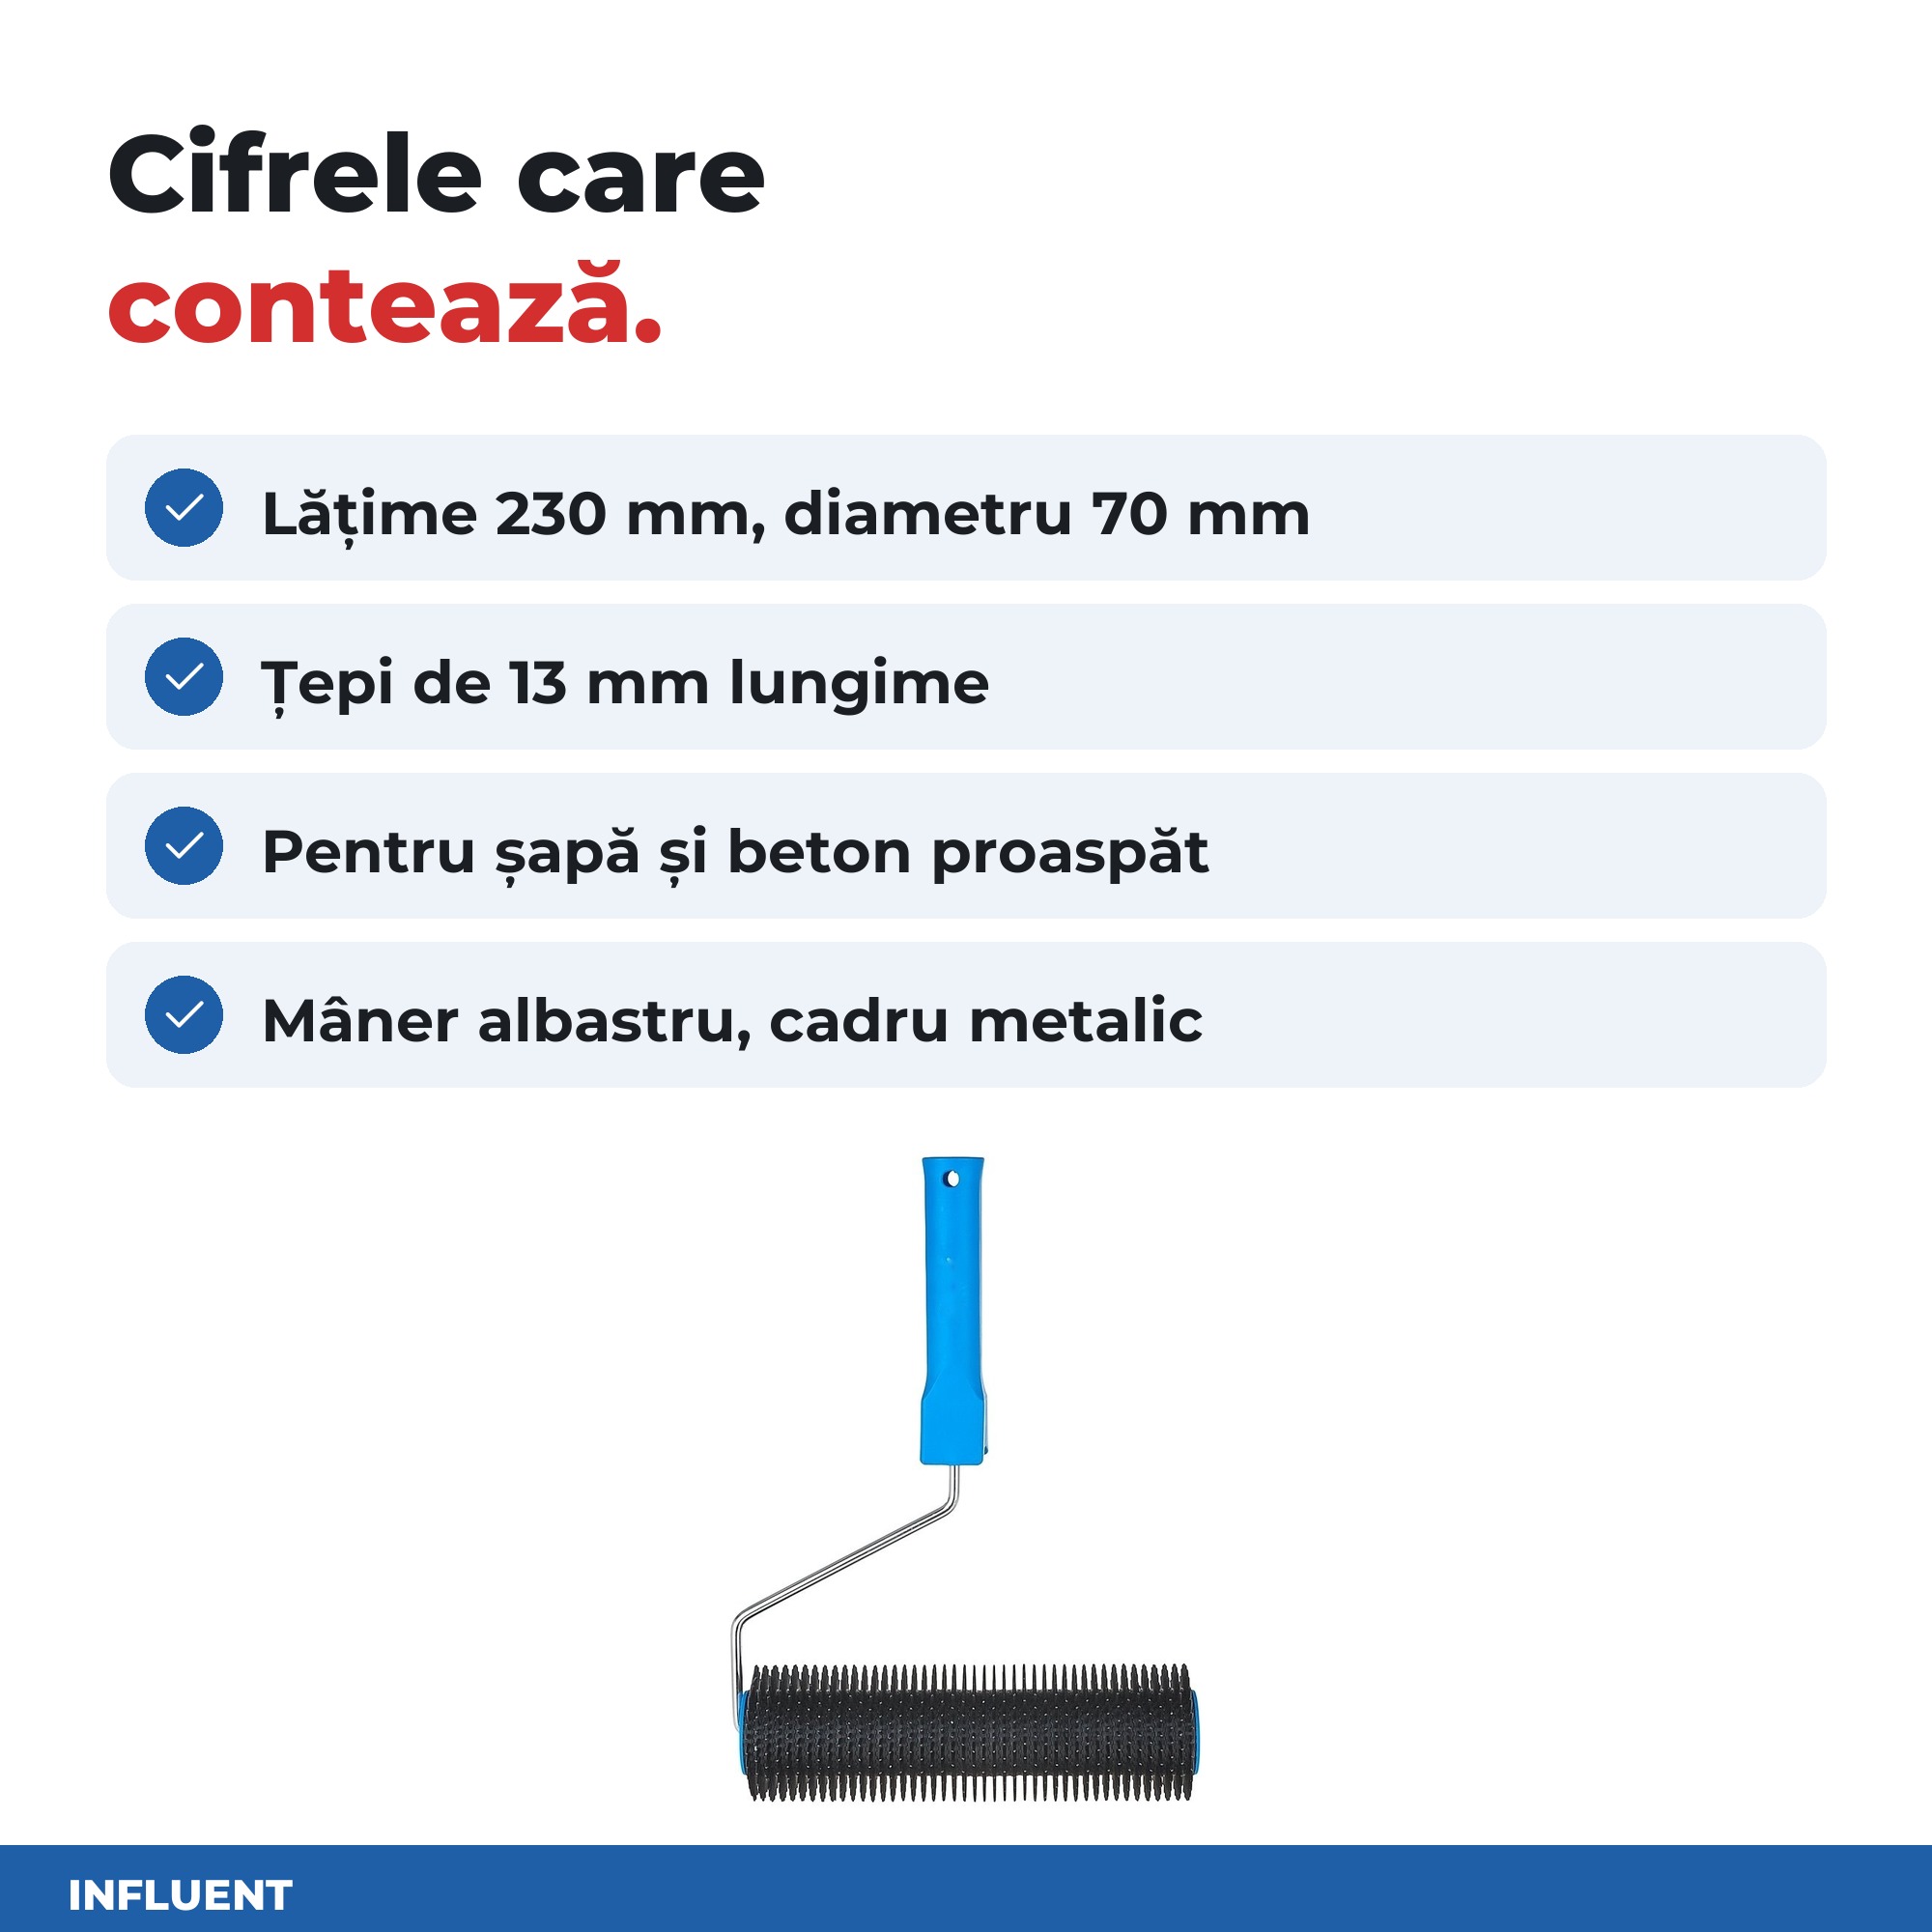 Cifrele care
contează.
Lățime 230 mm, diametru 70 mm
Țepi de 13 mm lungime
Pentru șapă și beton proaspăt
Mâner albastru, cadru metalic
INFLUENT